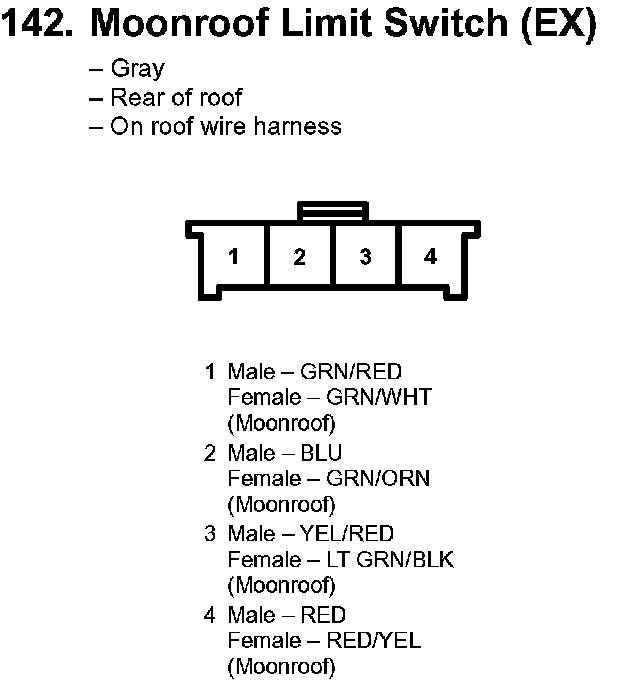 142. Moonroof Limit Switch (EX)
– Gray
– Rear of roof
– On roof wire harness
1 2 3 4
1 Male – GRN/RED
Female – GRN/WHT
(Moonroof)
2 Male – BLU
Female – GRN/ORN
(Moonroof)
3 Male – YEL/RED
Female – LT GRN/BLK
(Moonroof)
4 Male – RED
Female – RED/YEL
(Moonroof)